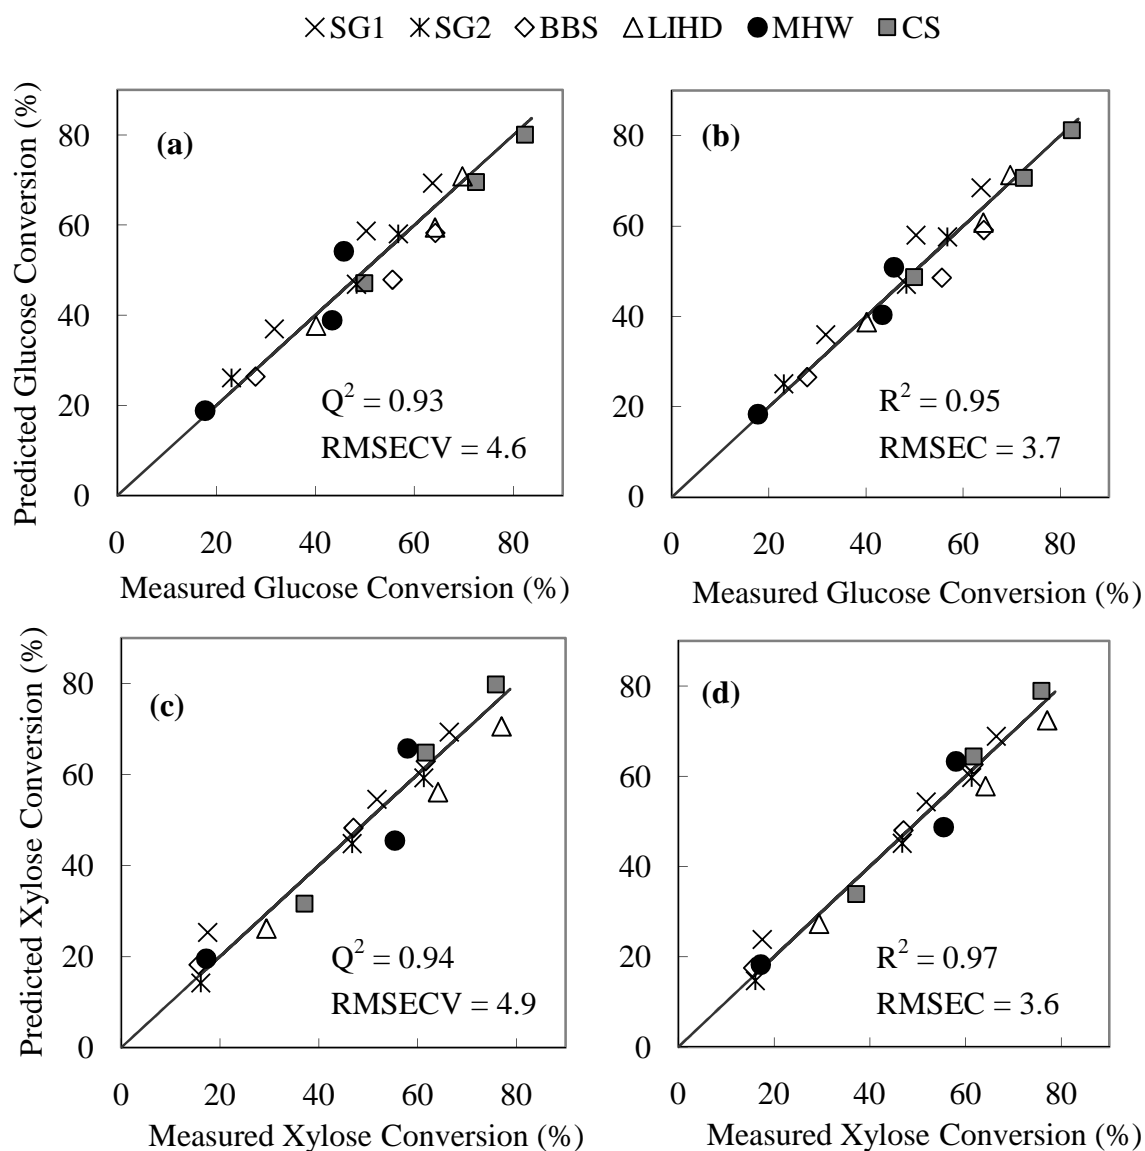 SG1 SG2 BBS LIHD MHW CS
Predicted Glucose Conversion (%)
(a)
80
60
40
20
0
Q² = 0.93
RMSECV = 4.6
0 20 40 60 80
Measured Glucose Conversion (%)
(b)
80
60
40
20
0
R² = 0.95
RMSEC = 3.7
0 20 40 60 80
Measured Glucose Conversion (%)
Predicted Xylose Conversion (%)
(c)
80
60
40
20
0
Q² = 0.94
RMSECV = 4.9
0 20 40 60 80
Measured Xylose Conversion (%)
(d)
80
60
40
20
0
R² = 0.97
RMSEC = 3.6
0 20 40 60 80
Measured Xylose Conversion (%)